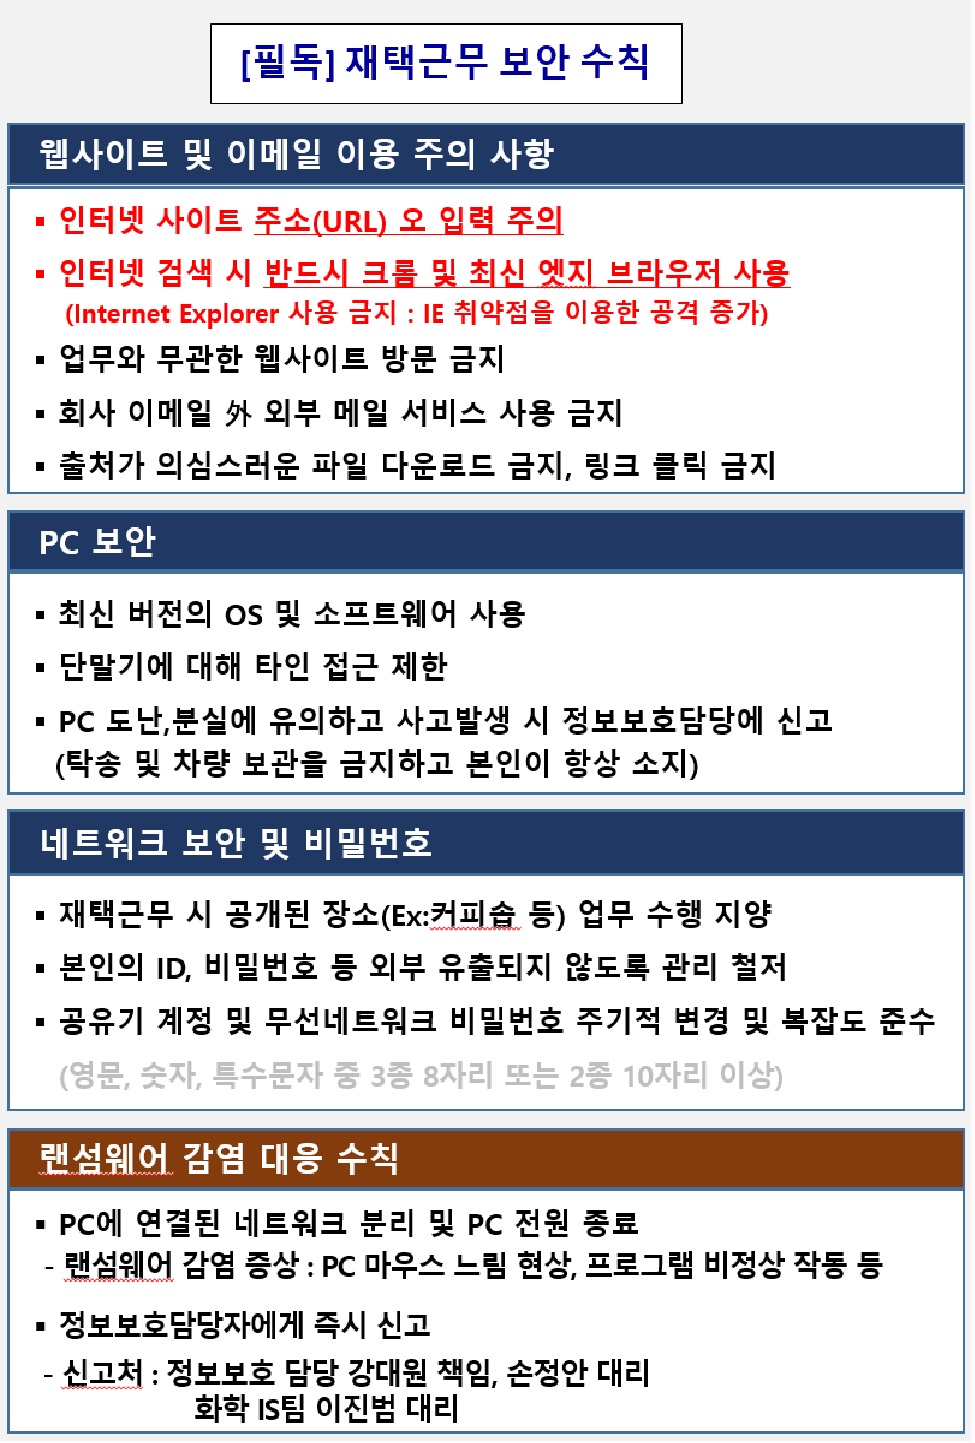 [필독] 재택근무 보안 수칙
웹사이트 및 이메일 이용 주의 사항
▪ 인터넷 사이트 주소(URL) 오 입력 주의
▪ 인터넷 검색 시 반드시 크롬 및 최신 엣지 브라우저 사용
(Internet Explorer 사용 금지 : IE 취약점을 이용한 공격 증가)
▪ 업무와 무관한 웹사이트 방문 금지
▪ 회사 이메일 外 외부 메일 서비스 사용 금지
▪ 출처가 의심스러운 파일 다운로드 금지, 링크 클릭 금지
PC 보안
▪ 최신 버전의 OS 및 소프트웨어 사용
▪ 단말기에 대해 타인 접근 제한
▪ PC 도난,분실에 유의하고 사고발생 시 정보보호담당에 신고
(탁송 및 차량 보관을 금지하고 본인이 항상 소지)
네트워크 보안 및 비밀번호
▪ 재택근무 시 공개된 장소(Ex:커피숍 등) 업무 수행 지양
▪ 본인의 ID, 비밀번호 등 외부 유출되지 않도록 관리 철저
▪ 공유기 계정 및 무선네트워크 비밀번호 주기적 변경 및 복잡도 준수
(영문, 숫자, 특수문자 중 3종 8자리 또는 2종 10자리 이상)
랜섬웨어 감염 대응 수칙
▪ PC에 연결된 네트워크 분리 및 PC 전원 종료
- 랜섬웨어 감염 증상 : PC 마우스 느림 현상, 프로그램 비정상 작동 등
▪ 정보보호담당자에게 즉시 신고
- 신고처 : 정보보호 담당 강대원 책임, 손정안 대리
화학 IS팀 이진범 대리